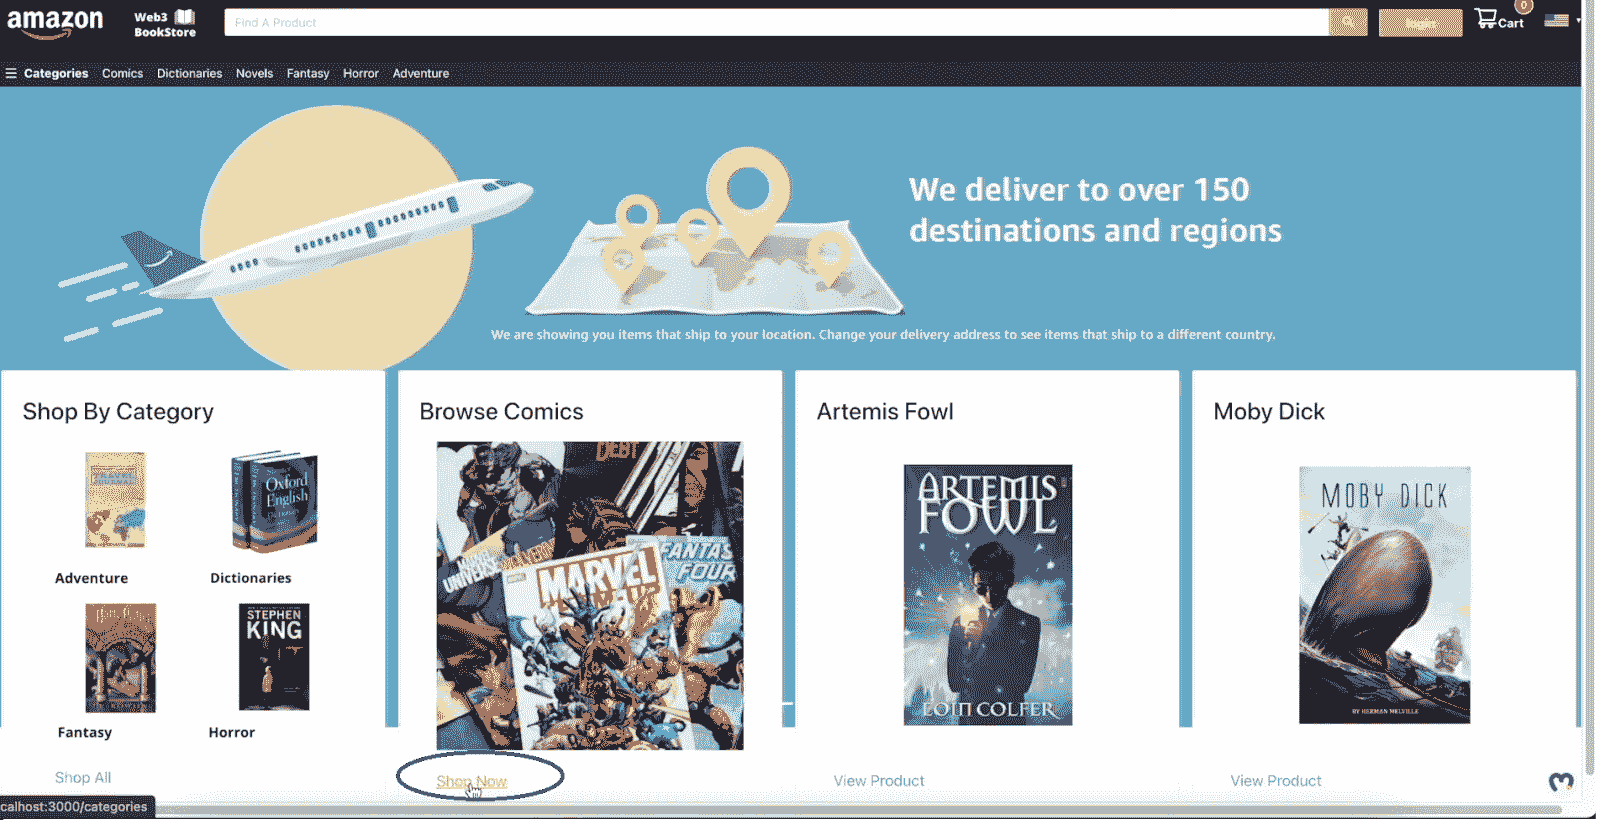 amazon
Web3
BookStore
Find A Product
login
0
Cart
Categories
Comics
Dictionaries
Novels
Fantasy
Horror
Adventure
We deliver to over 150
destinations and regions
We are showing you items that ship to your location. Change your delivery address to see items that ship to a different country.
Shop By Category
Oxford
English
Adventure
Dictionaries
STEPHEN
KING
Fantasy
Horror
Shop All
Browse Comics
DEBT
MARVEL
UNIVERSE
FANTAS
FOUR
MARVEL
Shop Now
Artemis Fowl
ARTEMIS
FOWL
EOIN COLFER
View Product
Moby Dick
MOBY DICK
BY HERMAN MELVILLE
View Product
calhost:3000/categories